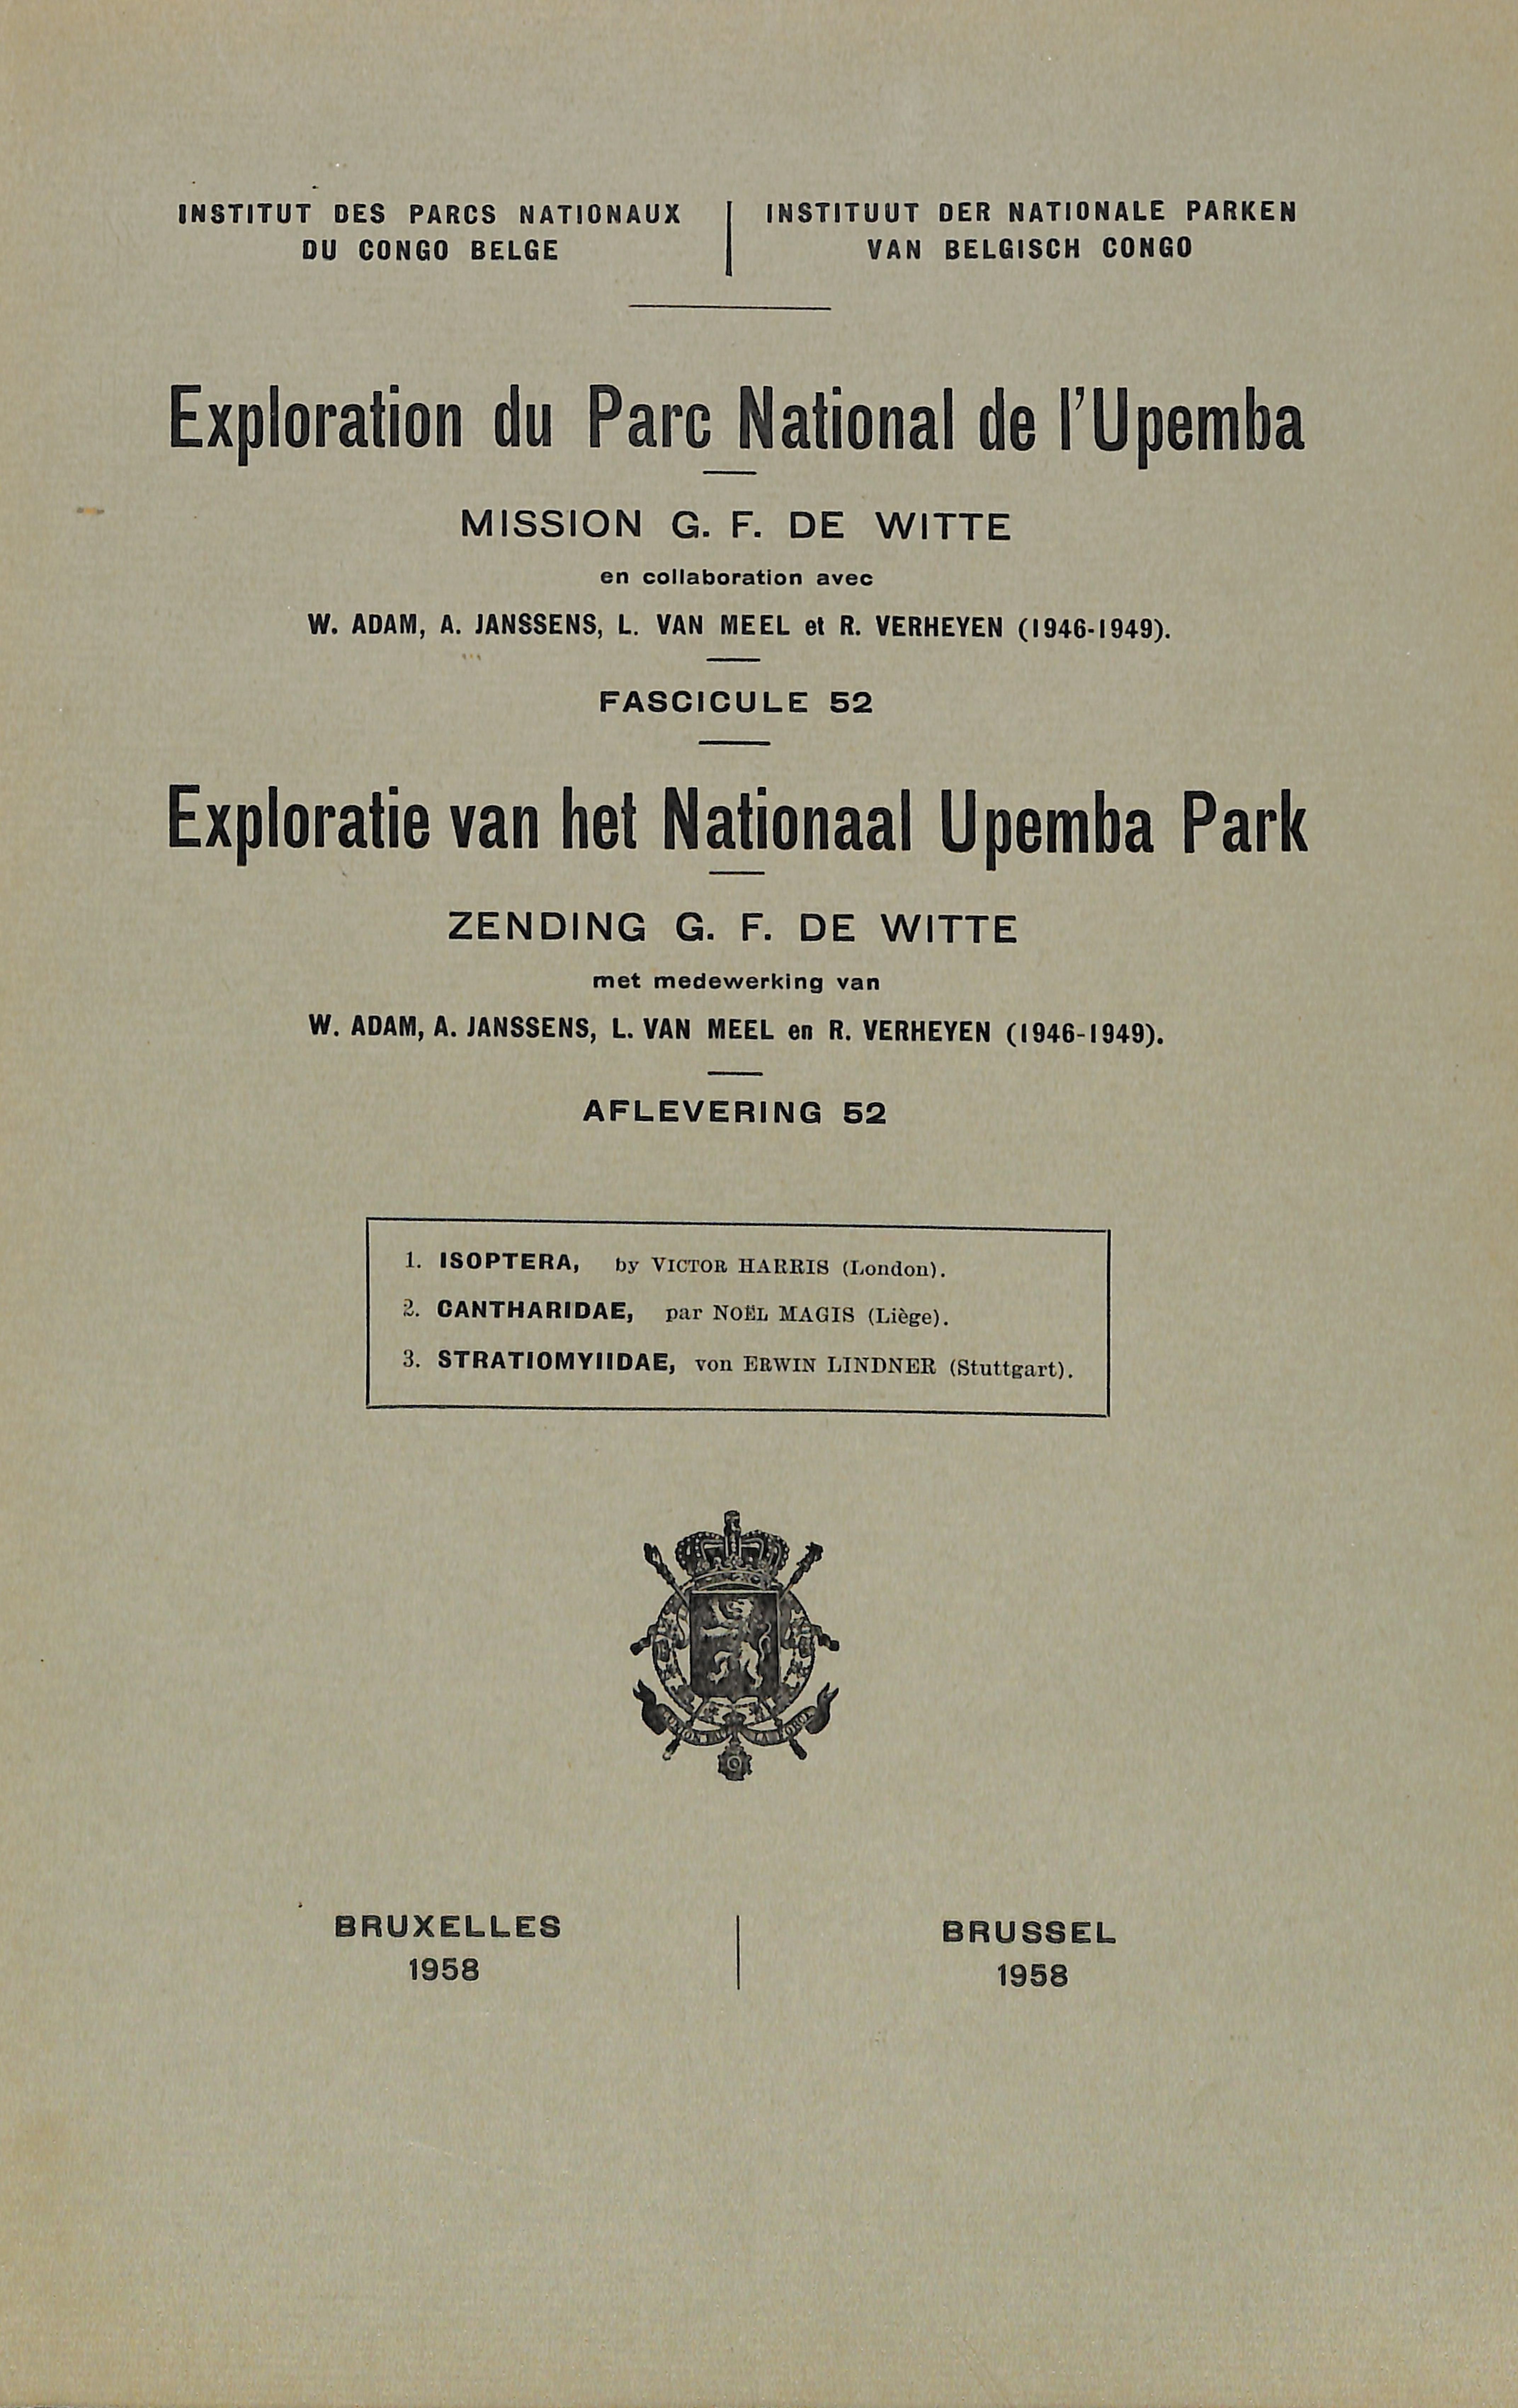 INSTITUT DES PARCS NATIONAUX
DU CONGO BELGE
INSTITUUT DER NATIONALE PARKEN
VAN BELGISCH CONGO
Exploration du Parc National de l'Upemba
MISSION G. F. DE WITTE
en collaboration avec
W. ADAM, A. JANSSENS, L. VAN MEEL et R. VERHEYEN (1946-1949).
FASCICULE 52
Exploratie van het Nationaal Upemba Park
ZENDING G. F. DE WITTE
met medewerking van
W. ADAM, A. JANSSENS, L. VAN MEEL en R. VERHEYEN (1946-1949).
AFLEVERING 52
1. ISOPTERA, by VICTOR HARRIS (London).
2. CANTHARIDAE, par NOËL MAGIS (Liège).
3. STRATIOMYIIDAE, von ERWIN LINDNER (Stuttgart).
BRUXELLES
1958
BRUSSEL
1958